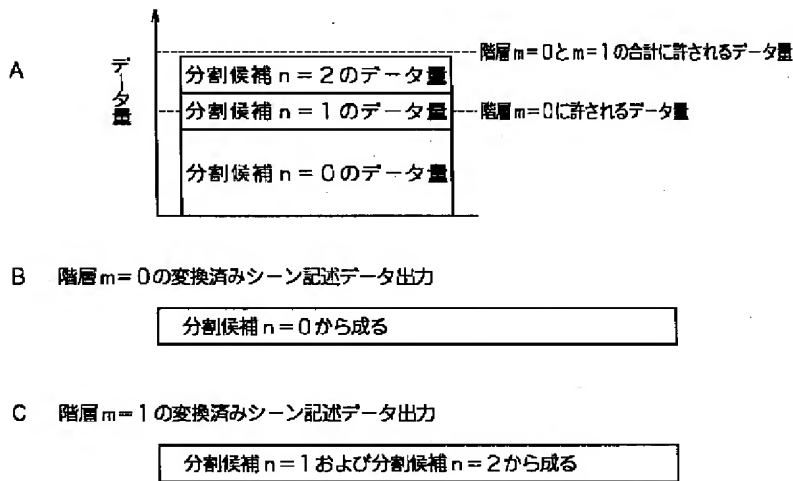 A
データ量
階層m=0とm=1の合計に許されるデータ量
分割候補n=2のデータ量
分割候補n=1のデータ量
階層m=0に許されるデータ量
分割候補n=0のデータ量
B 階層m=0の変換済みシーン記述データ出力
分割候補n=0から成る
C 階層m=1の変換済みシーン記述データ出力
分割候補n=1および分割候補n=2から成る